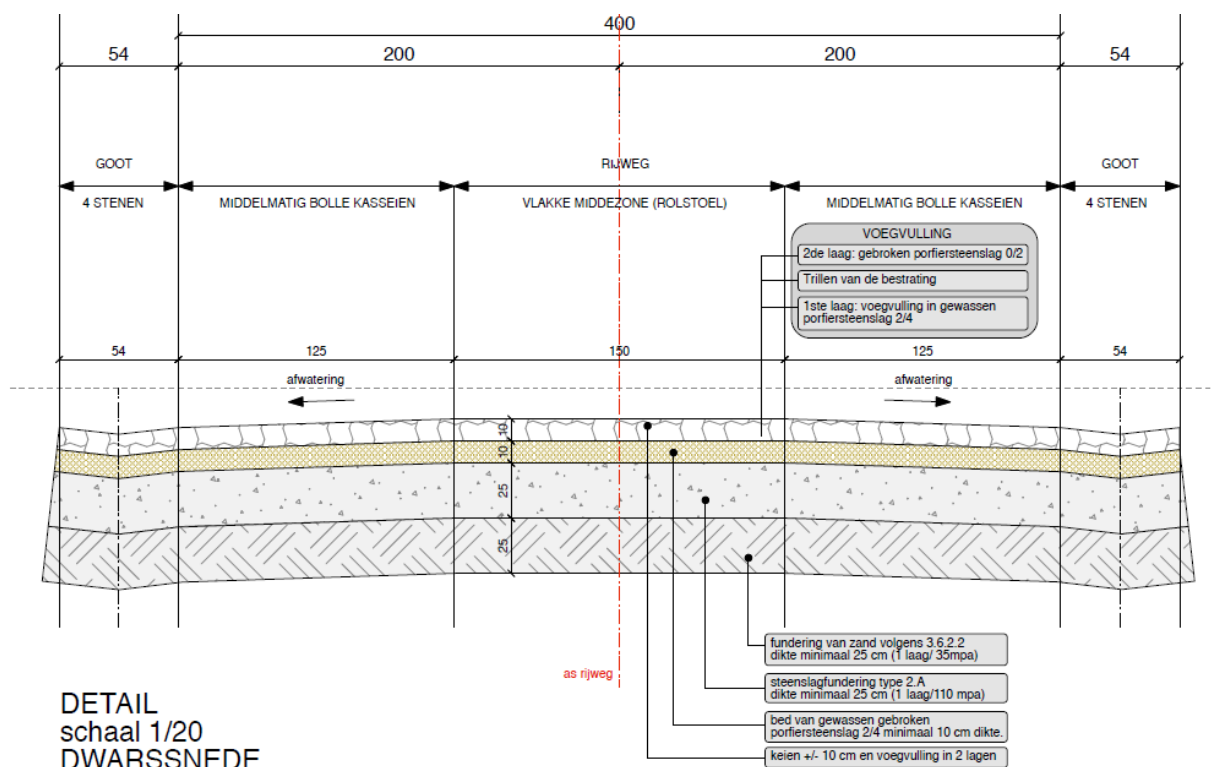 400
54
200
200
54
GOOT
RIJWEG
GOOT
4 STENEN
MIDDELMATIG BOLLE KASSEIEN
VLAKKE MIDDEZONE (ROLSTOEL)
MIDDELMATIG BOLLE KASSEIEN
4 STENEN
VOEGVULLING
2de laag: gebroken porfiersteenslag 0/2
Trillen van de bestrating
1ste laag: voegvulling in gewassen
porfiersteenslag 2/4
54
125
150
125
54
afwatering
afwatering
10
10
25
25
fundering van zand volgens 3.6.2.2
dikte minimaal 25 cm (1 laag/ 35mpa)
as rijweg
steenslagfundering type 2.A
dikte minimaal 25 cm (1 laag/110 mpa)
bed van gewassen gebroken
porfiersteenslag 2/4 minimaal 10 cm dikte.
keien +/- 10 cm en voegvulling in 2 lagen
DETAIL
schaal 1/20
DWARSSNEDE